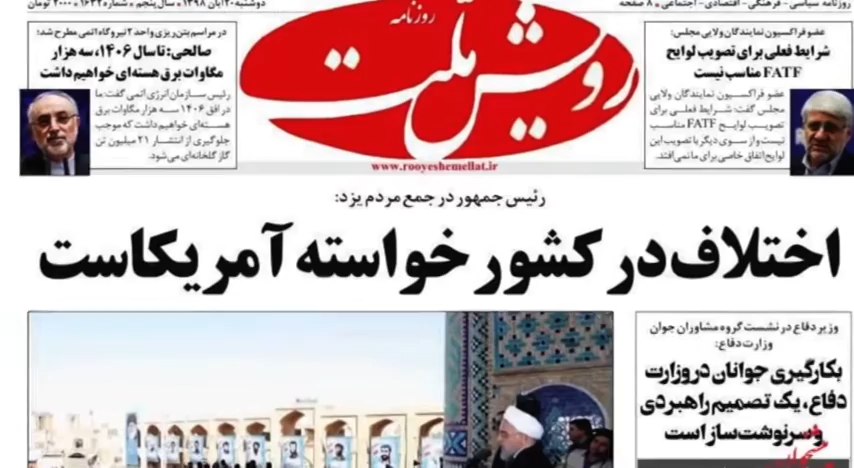 روزنامه سیاسی - فرهنگی - اقتصادی - اجتماعی • ۸ صفحه
دوشنبه ۲۰ آبان ۱۳۹۸ • سال پنجم • شماره ۱۶۳۲ • ۲۰۰۰ تومان
روزنامه
رویش ملت
www.rooyeshemellat.ir
عضو فراکسیون نمایندگان ولایی مجلس:
شرایط فعلی برای تصویب لوایح
FATF مناسب نیست
عضو فراکسیون نمایندگان ولایی
مجلس گفت: شرایط فعلی برای
تصویب لوایح FATF مناسب
نیست و از سوی دیگر با تصویب این
لوایح اتفاق خاصی برای ما نمی‌افتد.
در مراسم بتن ریزی واحد ۲ نیروگاه اتمی مطرح شد؛
صالحی: تا سال ۱۴۰۶، سه هزار
مگاوات برق هسته‌ای خواهیم داشت
رئیس سازمان انرژی اتمی گفت: ما
در افق ۱۴۰۶ سه هزار مگاوات برق
هسته‌ای خواهیم داشت که موجب
جلوگیری از انتشار ۲۱ میلیون تن
گاز گلخانه‌ای می‌شود.
رئیس جمهور در جمع مردم یزد:
اختلاف در کشور خواسته آمریکاست
وزیر دفاع در نشست گروه مشاوران جوان
وزارت دفاع:
بکارگیری جوانان در وزارت
دفاع، یک تصمیم راهبردی
و سرنوشت ساز است